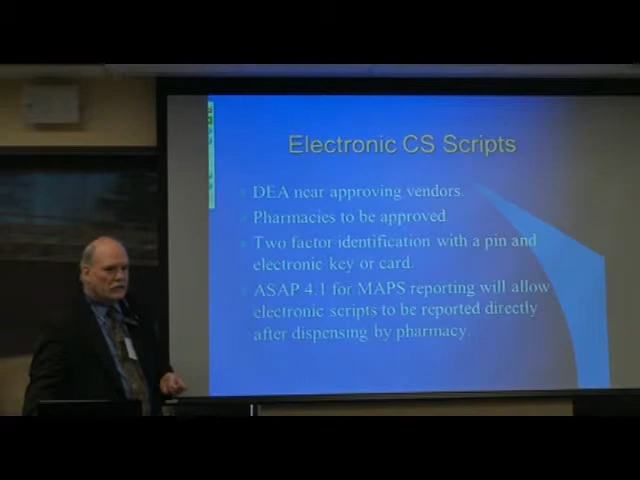 Electronic CS Scripts
DEA near approving vendors.
Pharmacies to be approved
Two factor identification with a pin and
electronic key or card.
ASAP 4.1 for MAPS reporting will allow
electronic scripts to be reported directly
after dispensing by pharmacy.